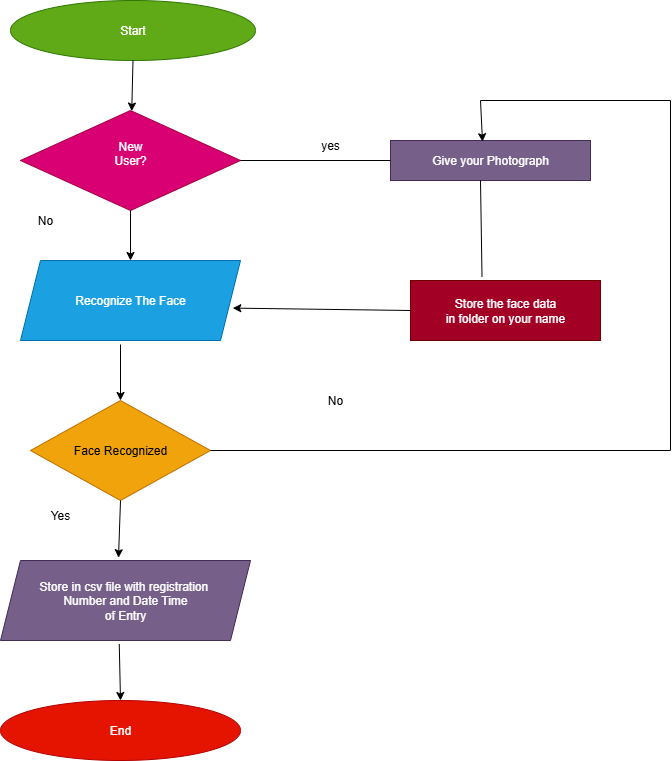 Start
New
User?
yes
Give your Photograph
No
Recognize The Face
Store the face data
in folder on your name
No
Face Recognized
Yes
Store in csv file with registration
Number and Date Time
of Entry
End